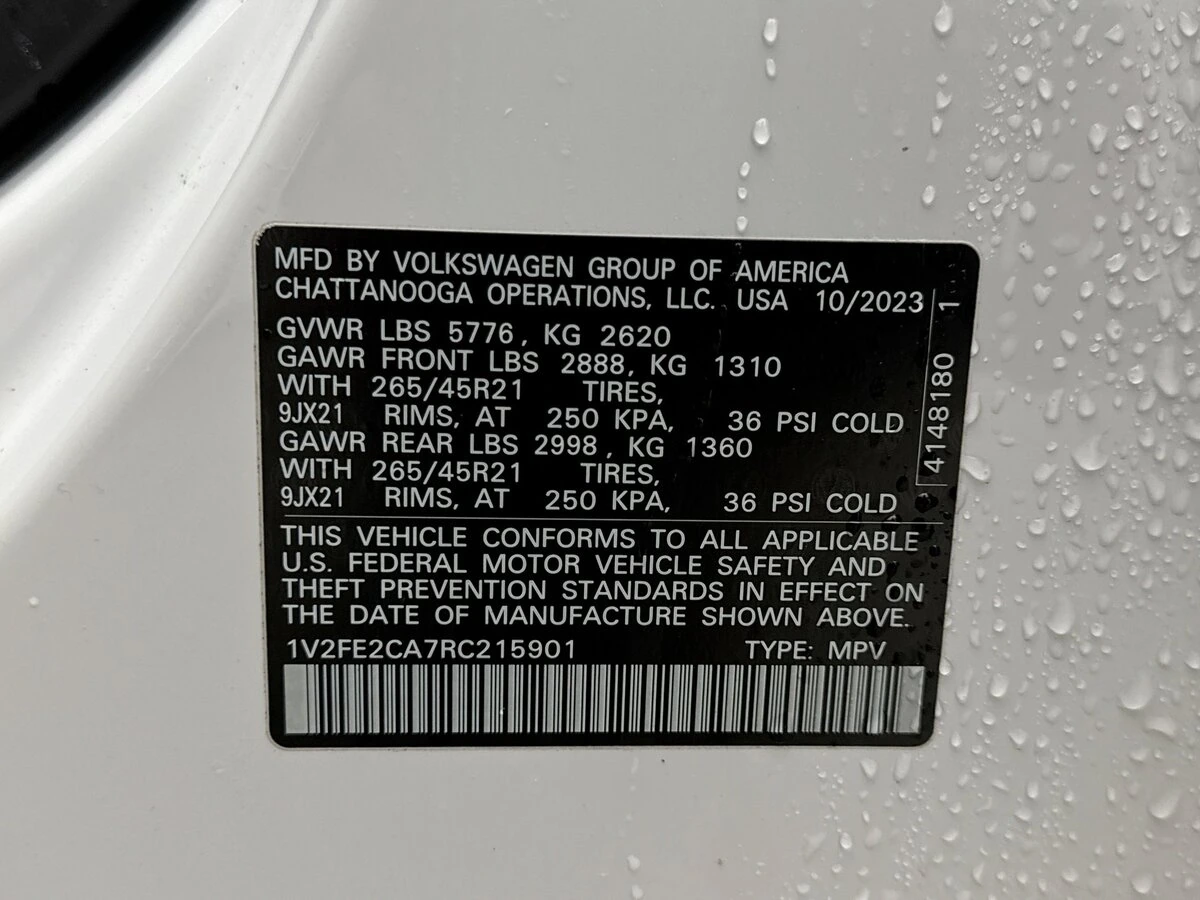 MFD BY VOLKSWAGEN GROUP OF AMERICA
CHATTANOOGA OPERATIONS, LLC. USA 10/2023
GVWR LBS 5776, KG 2620
GAWR FRONT LBS 2888, KG 1310
WITH 265/45R21 TIRES,
9JX21 RIMS, AT 250 KPA, 36 PSI COLD
GAWR REAR LBS 2998, KG 1360
WITH 265/45R21 TIRES,
9JX21 RIMS, AT 250 KPA, 36 PSI COLD
4148180 1
THIS VEHICLE CONFORMS TO ALL APPLICABLE
U.S. FEDERAL MOTOR VEHICLE SAFETY AND
THEFT PREVENTION STANDARDS IN EFFECT ON
THE DATE OF MANUFACTURE SHOWN ABOVE.
1V2FE2CA7RC215901 TYPE: MPV